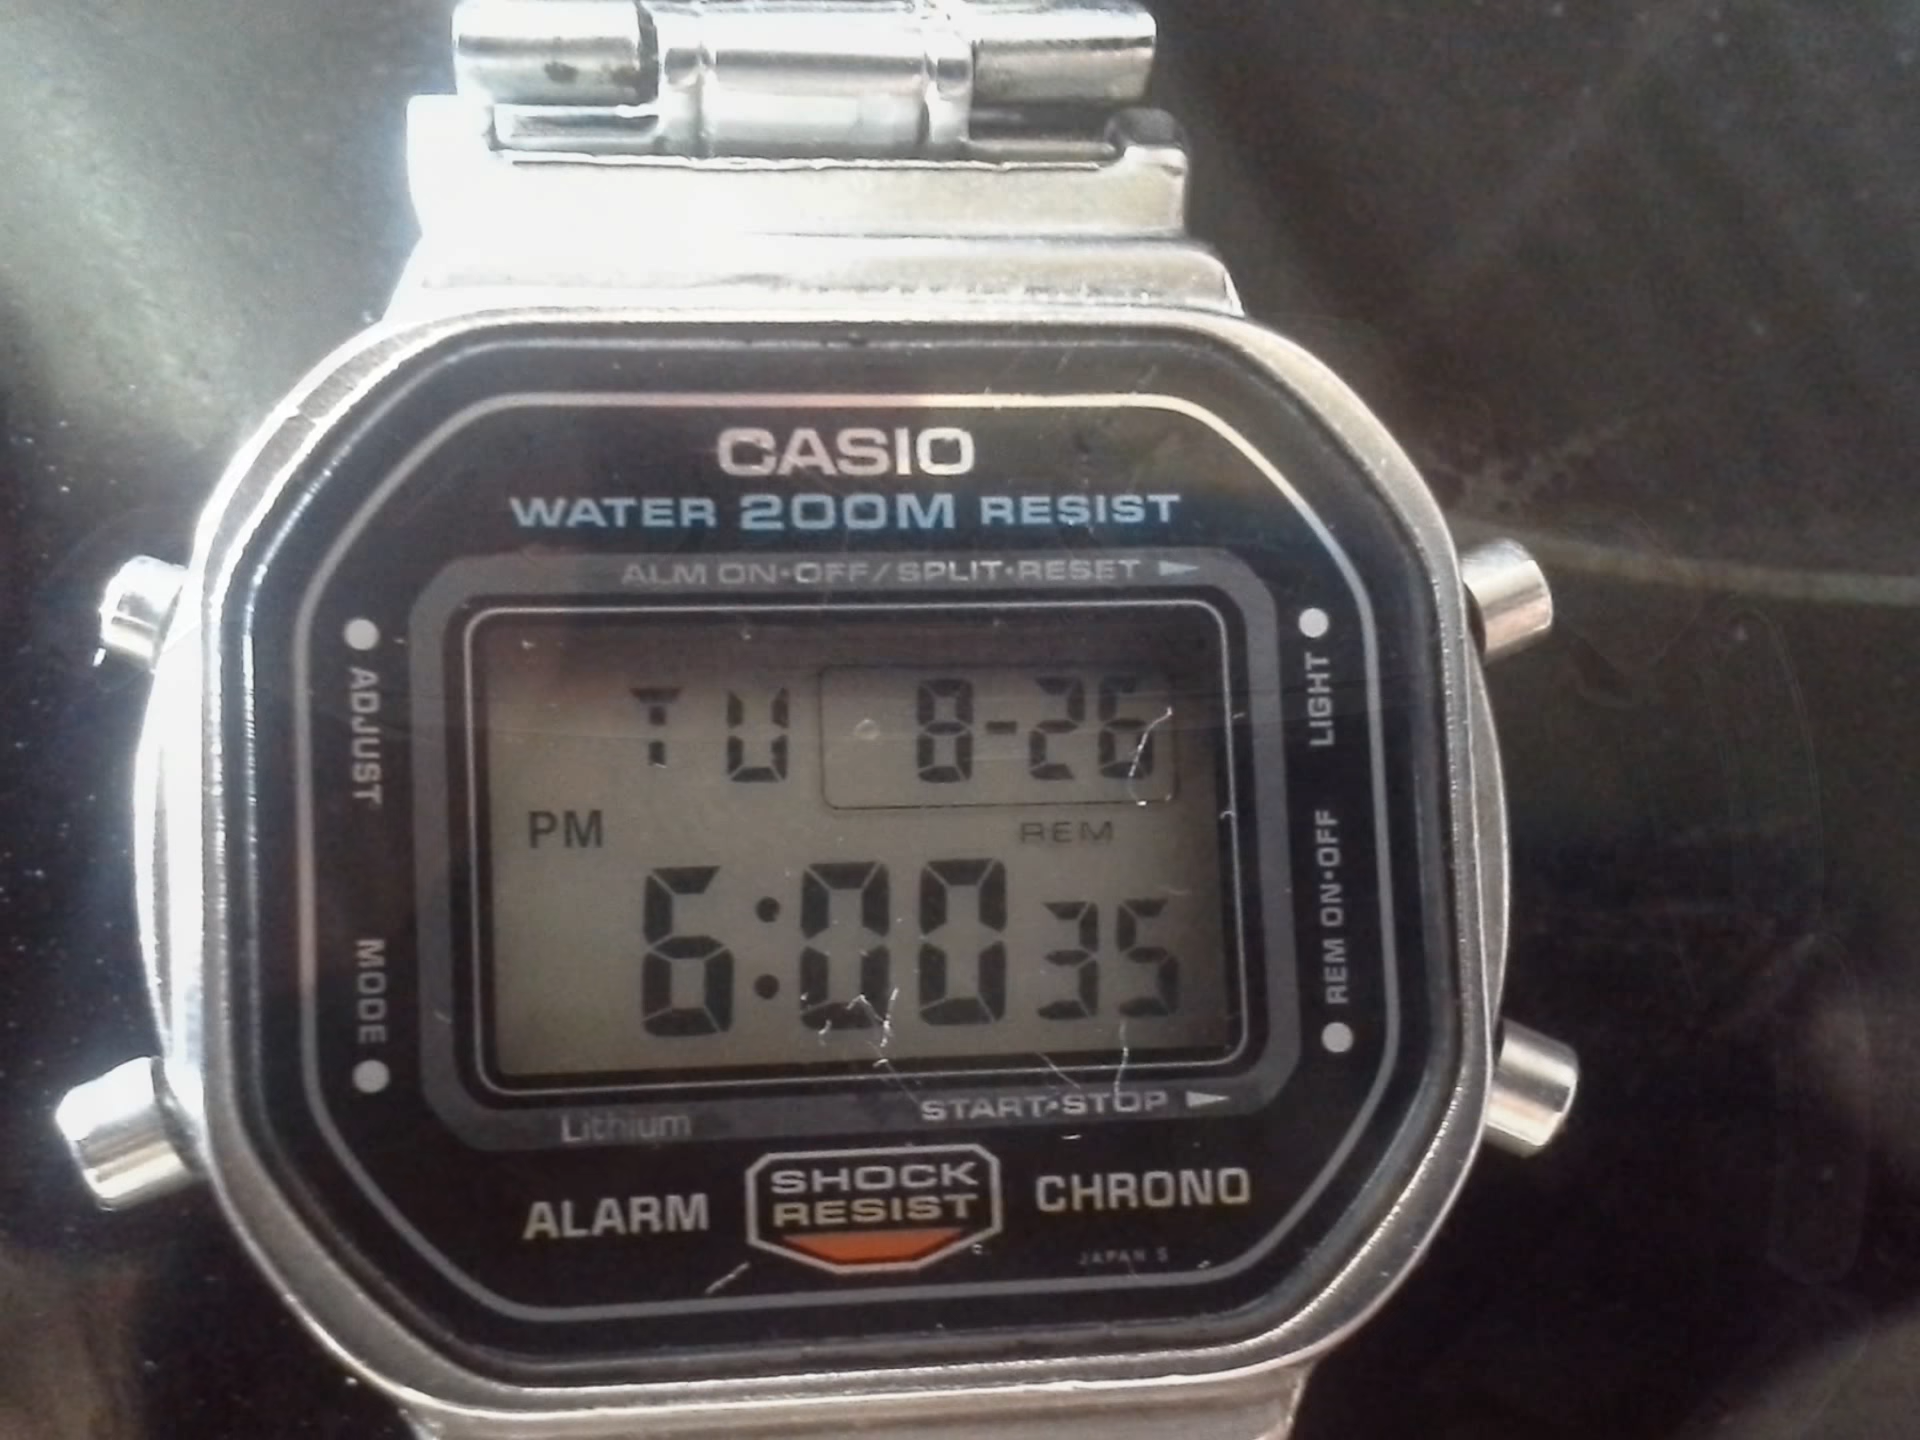 CASIO
WATER 200M RESIST
ALM ON•OFF/SPLIT•RESET
ADJUST
LIGHT
TU 8-26
PM
REM
6:00 35
MODE
REM ON•OFF
Lithium
START•STOP
ALARM
SHOCK
RESIST
CHRONO
JAPAN S